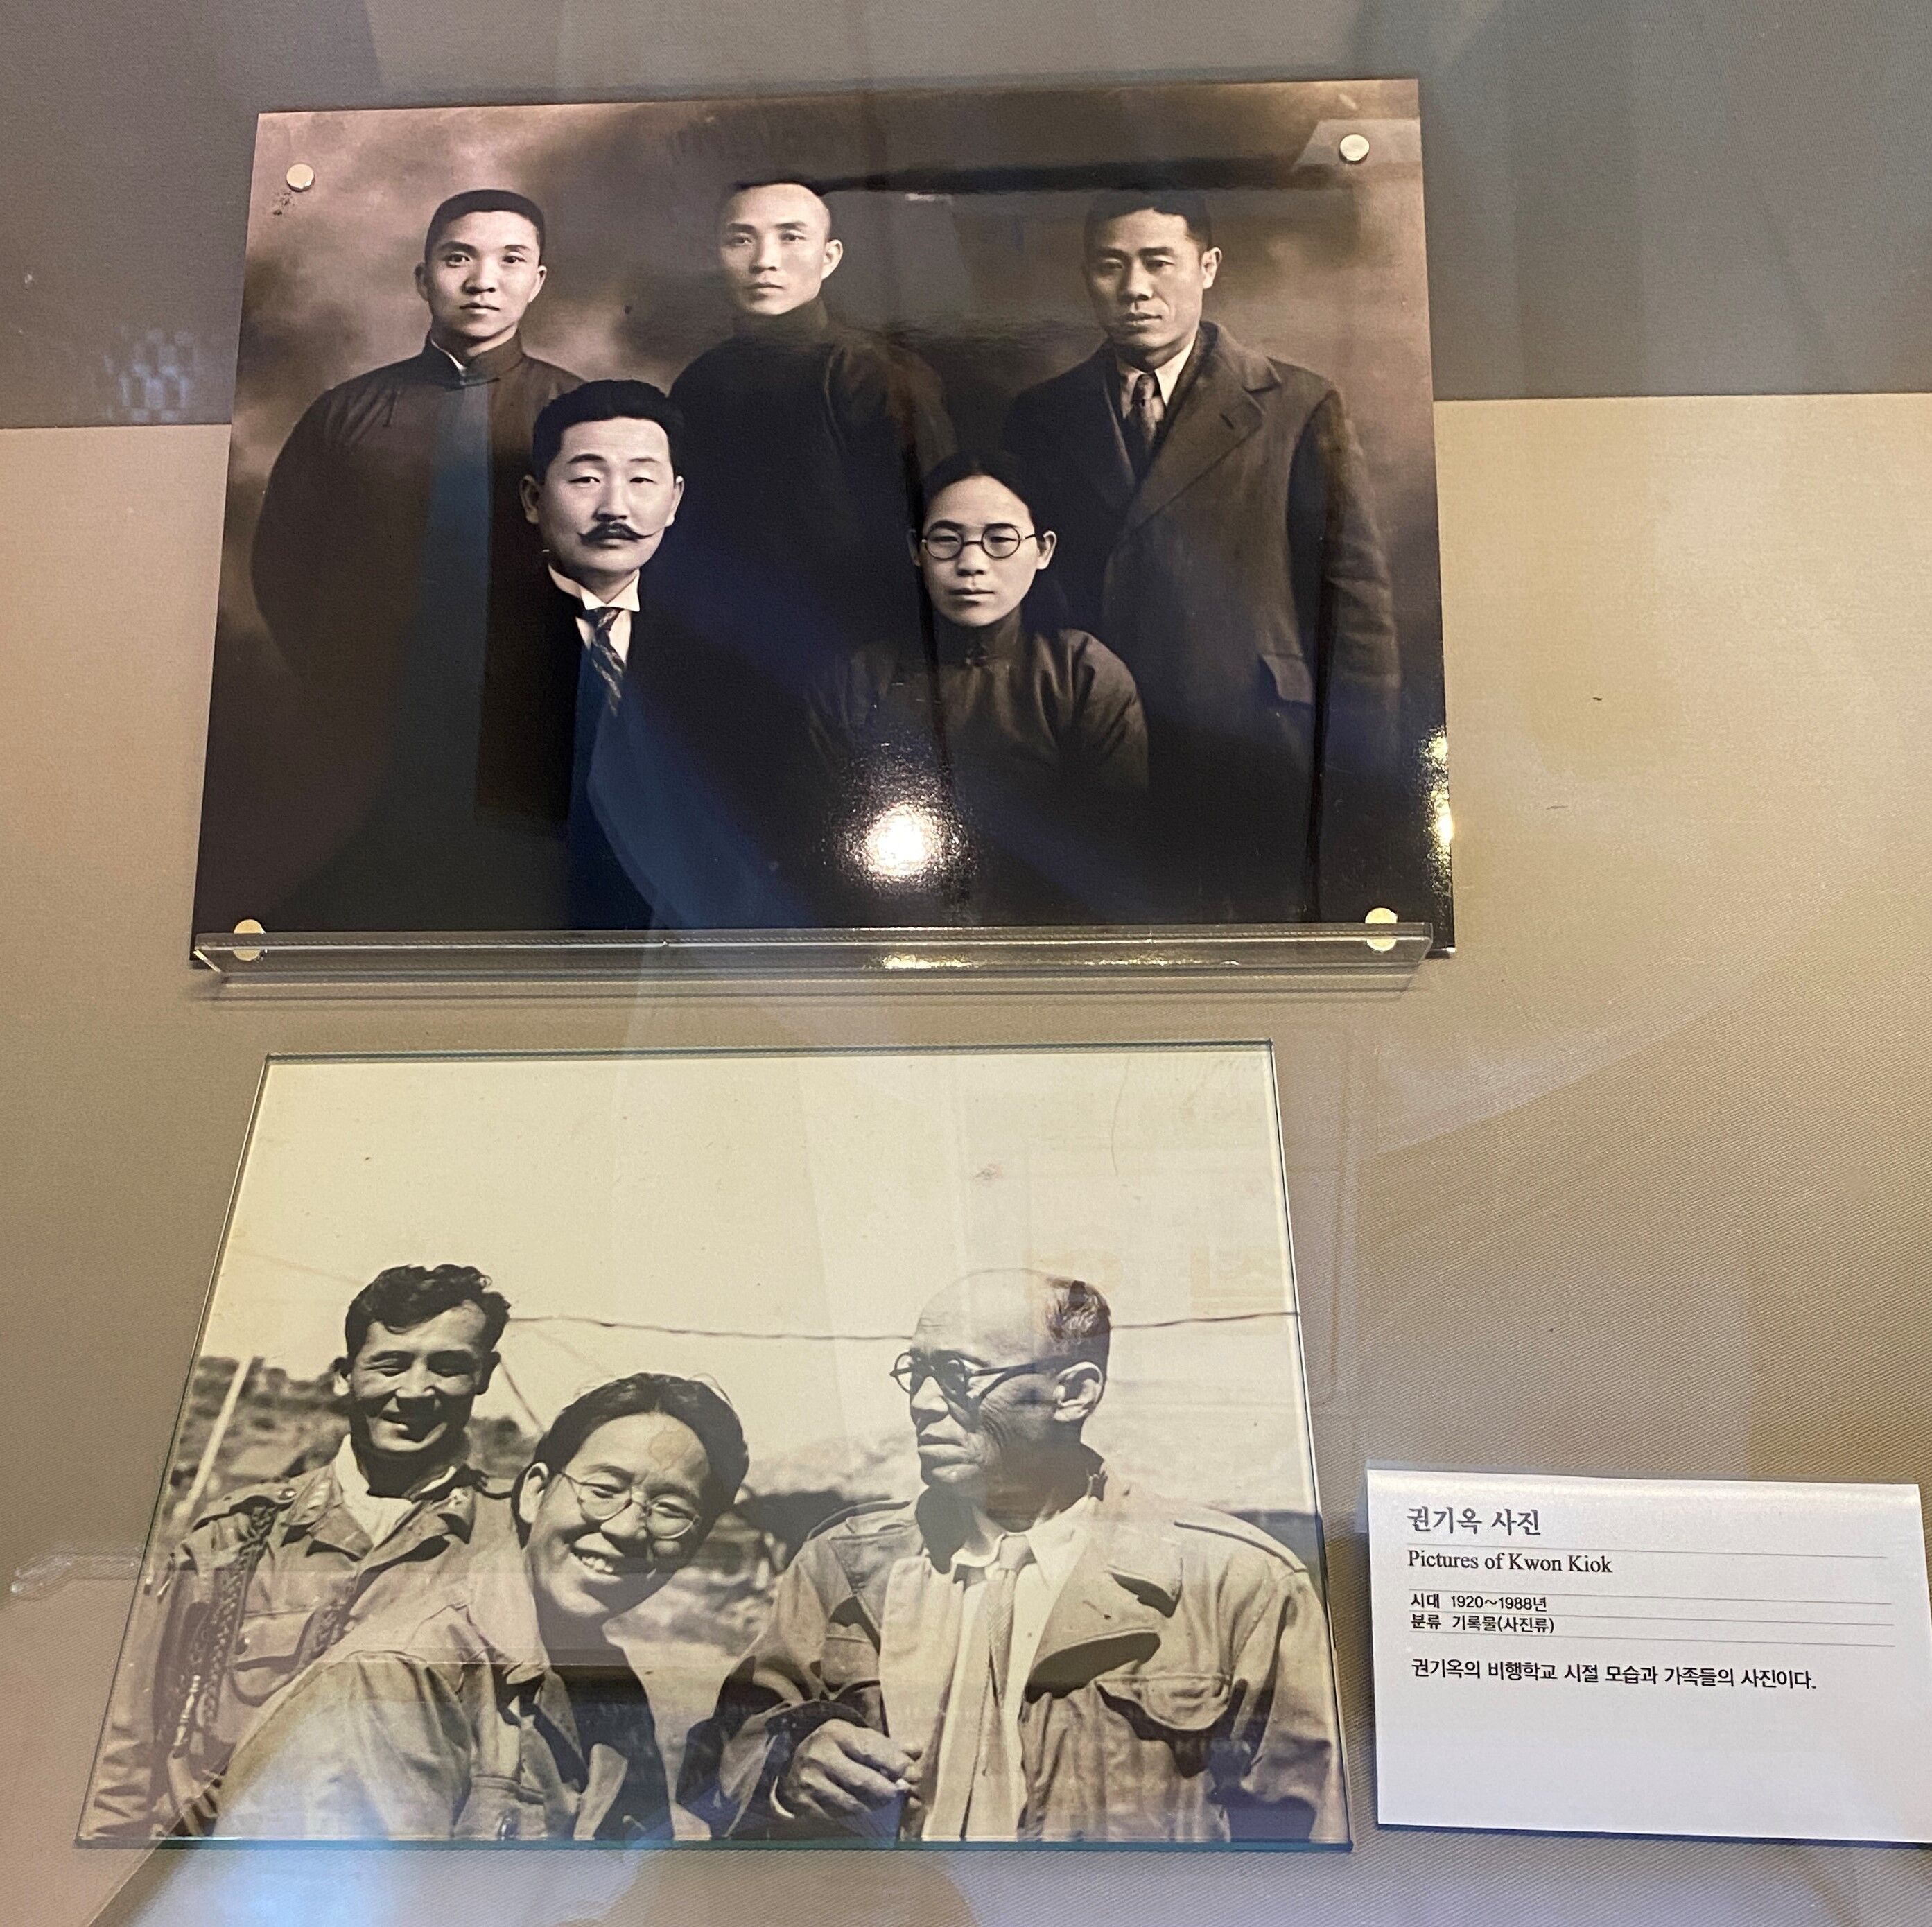 권기옥 사진
Pictures of Kwon Kiok
시대 1920~1988년
분류 기록물(사진류)
권기옥의 비행학교 시절 모습과 가족들의 사진이다.